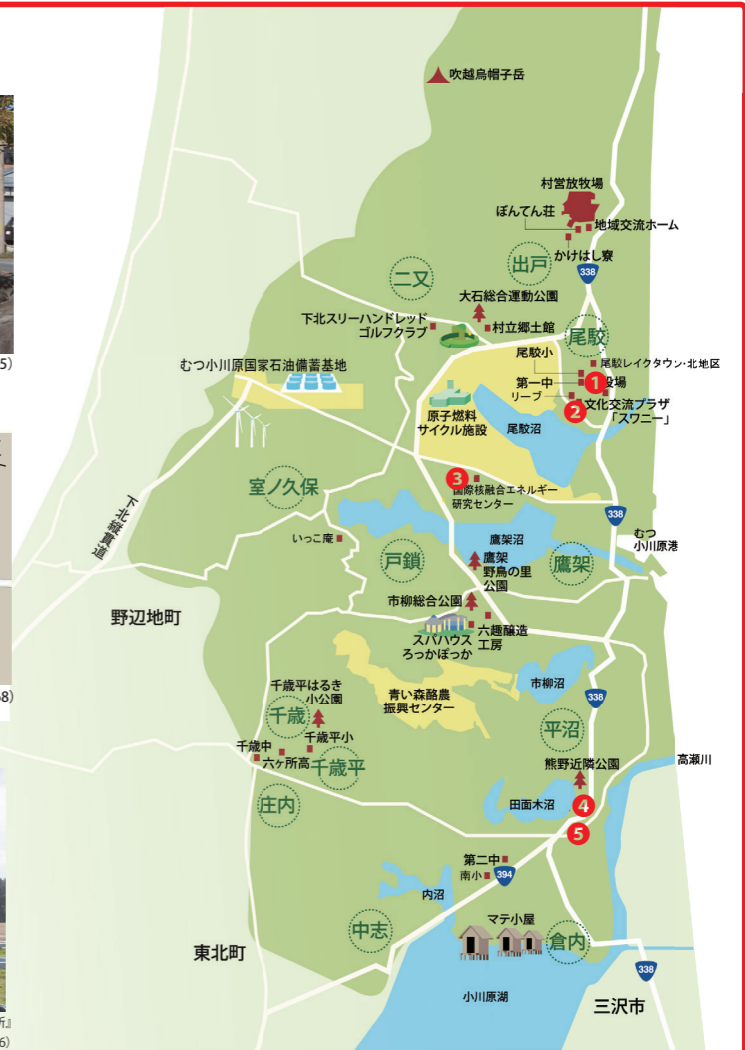 吹越烏帽子岳
村営放牧場
ぼんてん荘
地域交流ホーム
かけはし寮
出戸
338
二又
大石総合運動公園
下北スリーハンドレッド
ゴルフクラブ
村立郷土館
尾駮
尾駮小
尾駮レイクタウン・北地区
第一中
1
役場
リーブ
2
文化交流プラザ
「スワニー」
5)
むつ小川原国家石油備蓄基地
原子燃料
サイクル施設
尾駮沼
3
国際核融合エネルギー
研究センター
室ノ久保
338
下北縦貫道
むつ
小川原港
いっこ庵
戸鎖
鷹架沼
鷹架
野鳥の里
公園
鷹架
野辺地町
市柳総合公園
スパハウス
ろっかぽっか
六趣醸造
工房
8)
千歳平はるき
小公園
青い森酪農
振興センター
市柳沼
338
千歳
千歳中
千歳平小
六ヶ所高
千歳平
平沼
熊野近隣公園
高瀬川
庄内
田面木沼
4
5
第二中
南小
394
内沼
中志
マテ小屋
倉内
東北町
338
小川原湖
三沢市
所』
6)